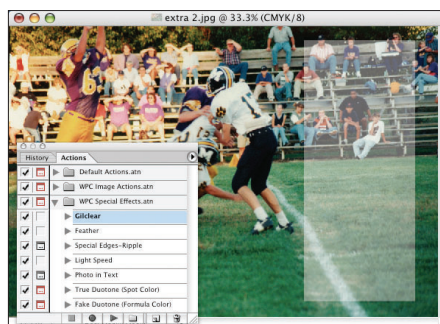 extra 2.jpg @ 33.3% (CMYK/8)
History Actions
Default Actions.atn
WPC Image Actions.atn
WPC Special Effects.atn
Gilclear
Feather
Special Edges-Ripple
Light Speed
Photo in Text
True Duotone (Spot Color)
Fake Duotone (Formula Color)